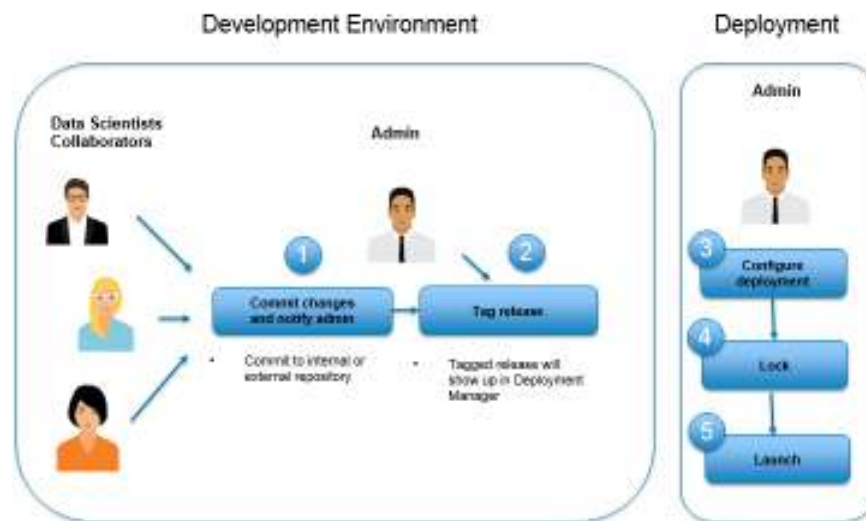 Development Environment
Deployment
Data Scientists
Collaborators
Admin
Admin
1
2
Commit changes
and notify admin
Tag release
• Commit to internal or
external repository
• Tagged release will
show up in Deployment
Manager
3
Configure
deployment
4
Lock
5
Launch